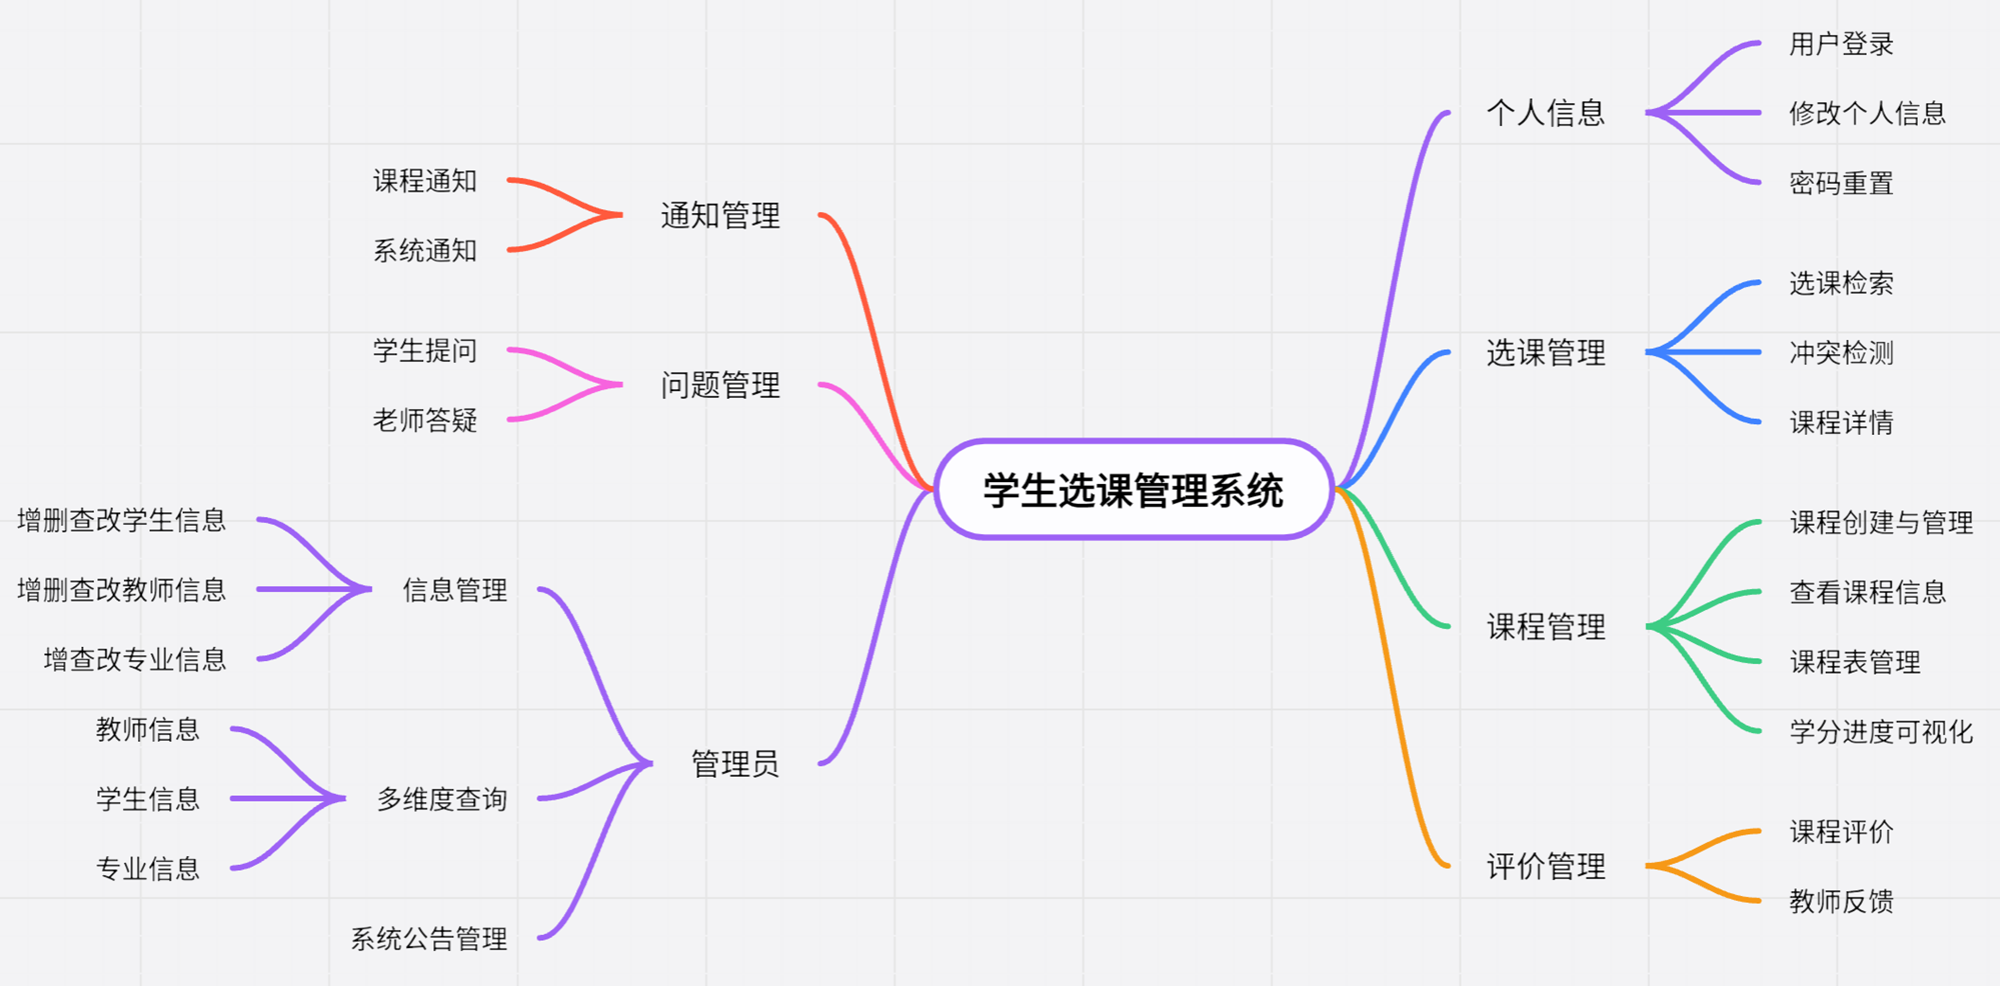 学生选课管理系统
个人信息
用户登录
修改个人信息
密码重置
选课管理
选课检索
冲突检测
课程详情
课程管理
课程创建与管理
查看课程信息
课程表管理
学分进度可视化
评价管理
课程评价
教师反馈
通知管理
课程通知
系统通知
问题管理
学生提问
老师答疑
管理员
信息管理
增删查改学生信息
增删查改教师信息
增查改专业信息
多维度查询
教师信息
学生信息
专业信息
系统公告管理